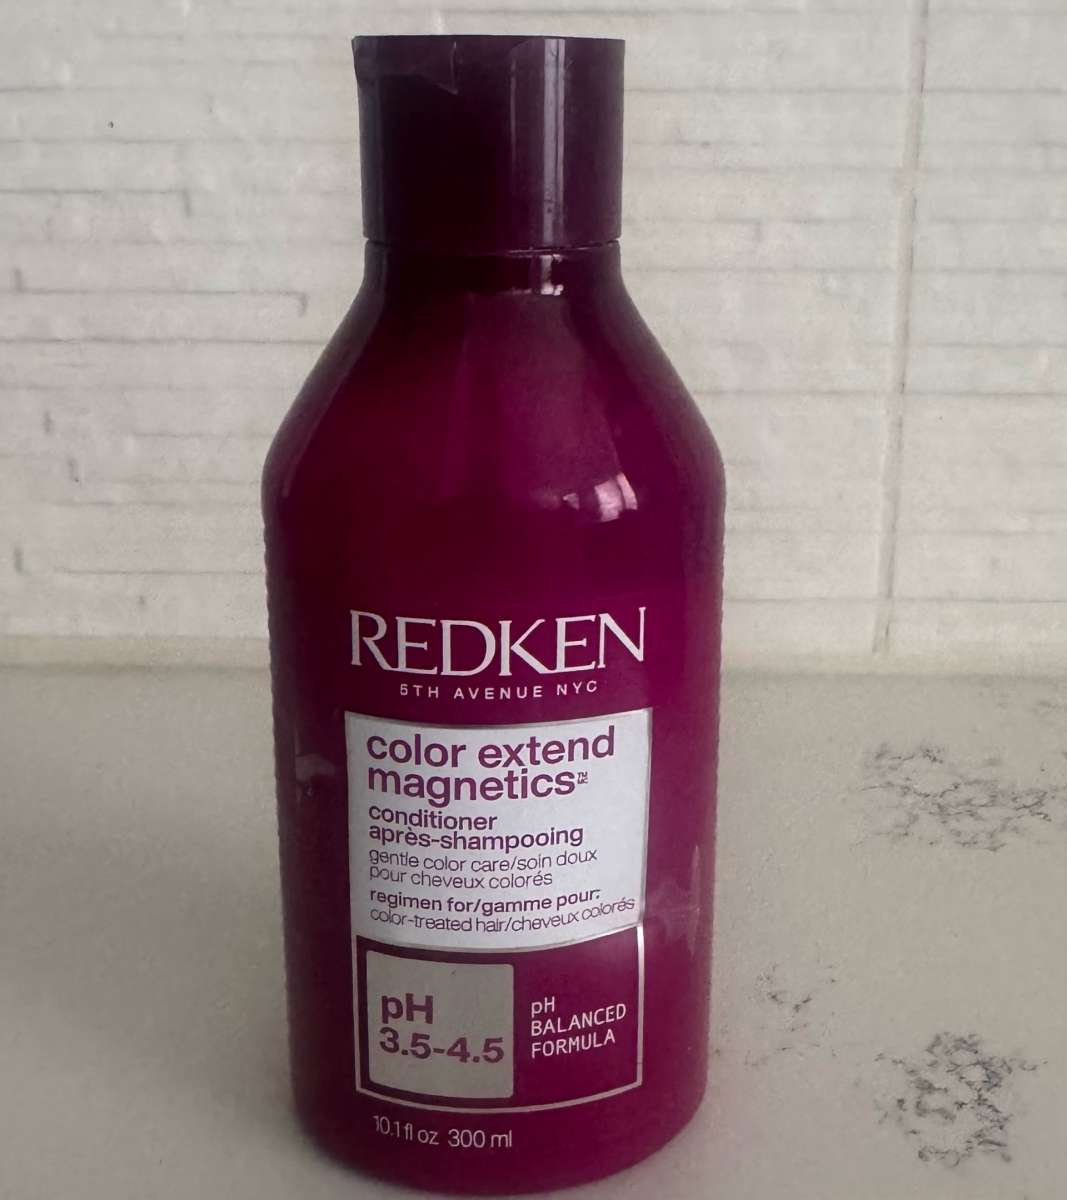 REDKEN
5TH AVENUE NYC
color extend
magnetics™ MC
conditioner
après-shampooing
gentle color care/soin doux
pour cheveux colorés
regimen for/gamme pour:
color-treated hair/cheveux colorés
pH
3.5-4.5
pH
BALANCED
FORMULA
10.1 fl oz 300 ml